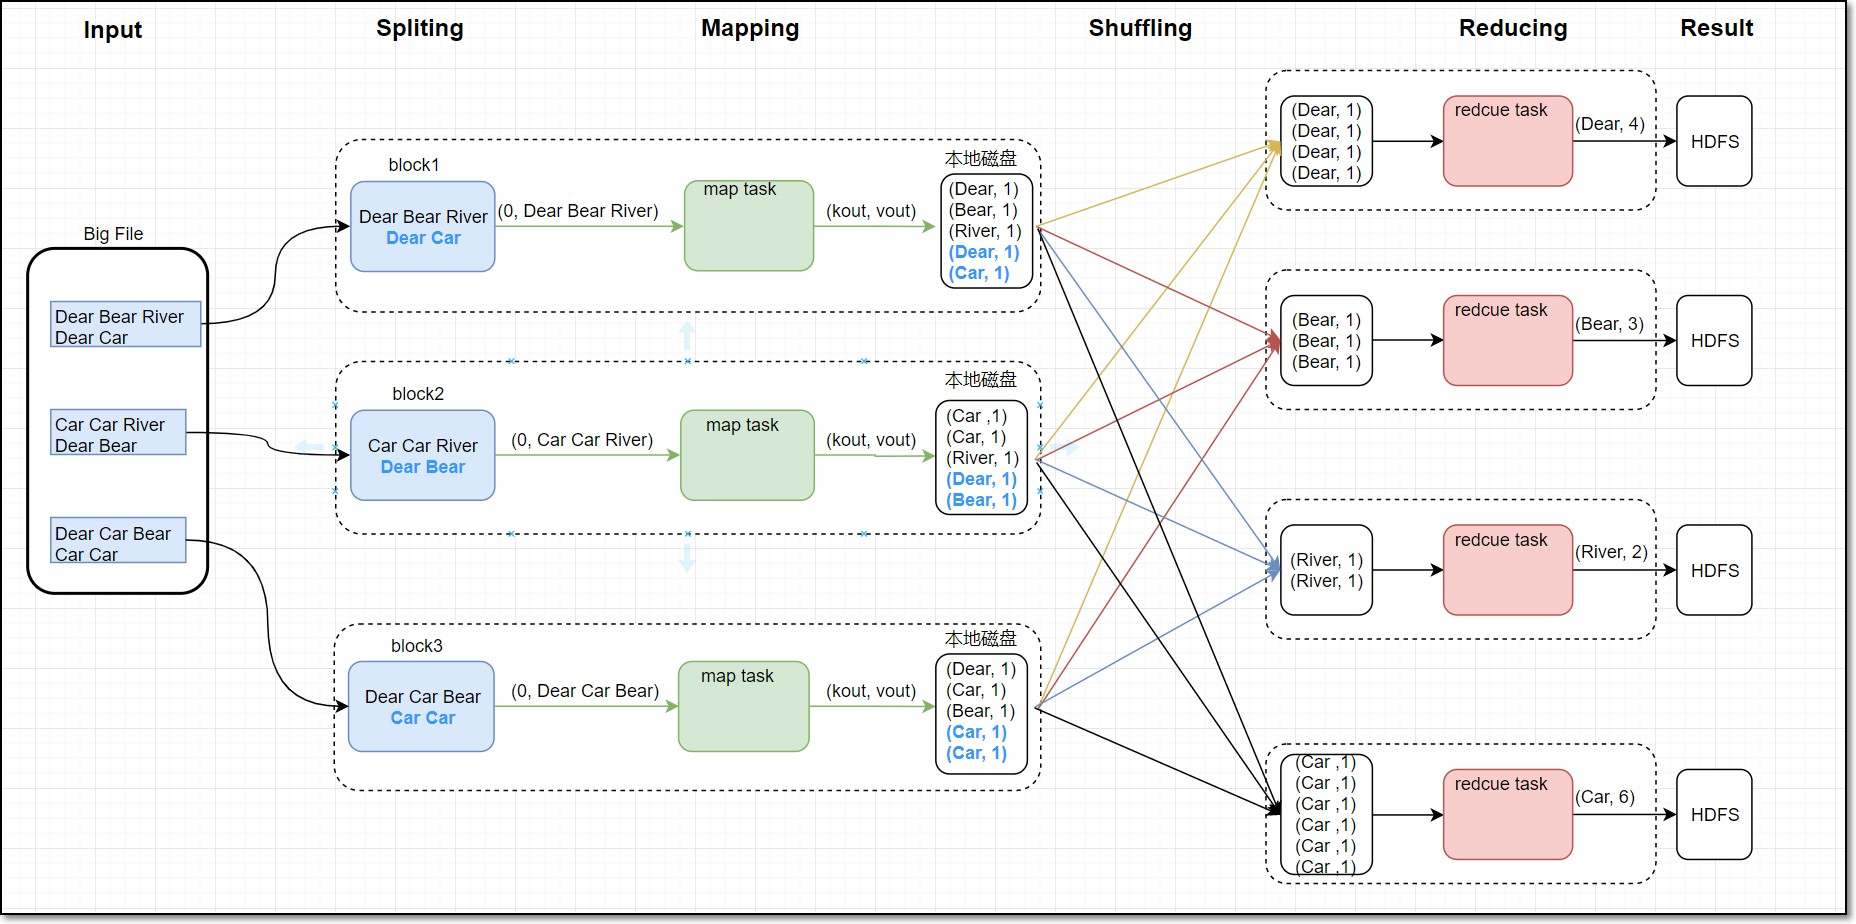 Input
Spliting
Mapping
Shuffling
Reducing
Result
Big File
Dear Bear River
Dear Car
Car Car River
Dear Bear
Dear Car Bear
Car Car
block1
Dear Bear River
Dear Car
(0, Dear Bear River)
map task
(kout, vout)
本地磁盘
(Dear, 1)
(Bear, 1)
(River, 1)
(Dear, 1)
(Car, 1)
block2
Car Car River
Dear Bear
(0, Car Car River)
map task
(kout, vout)
本地磁盘
(Car ,1)
(Car, 1)
(River, 1)
(Dear, 1)
(Bear, 1)
block3
Dear Car Bear
Car Car
(0, Dear Car Bear)
map task
(kout, vout)
本地磁盘
(Dear, 1)
(Car, 1)
(Bear, 1)
(Car, 1)
(Car, 1)
(Dear, 1)
(Dear, 1)
(Dear, 1)
(Dear, 1)
redcue task
(Dear, 4)
HDFS
(Bear, 1)
(Bear, 1)
(Bear, 1)
redcue task
(Bear, 3)
HDFS
(River, 1)
(River, 1)
redcue task
(River, 2)
HDFS
(Car ,1)
(Car ,1)
(Car ,1)
(Car ,1)
(Car ,1)
(Car ,1)
redcue task
(Car, 6)
HDFS